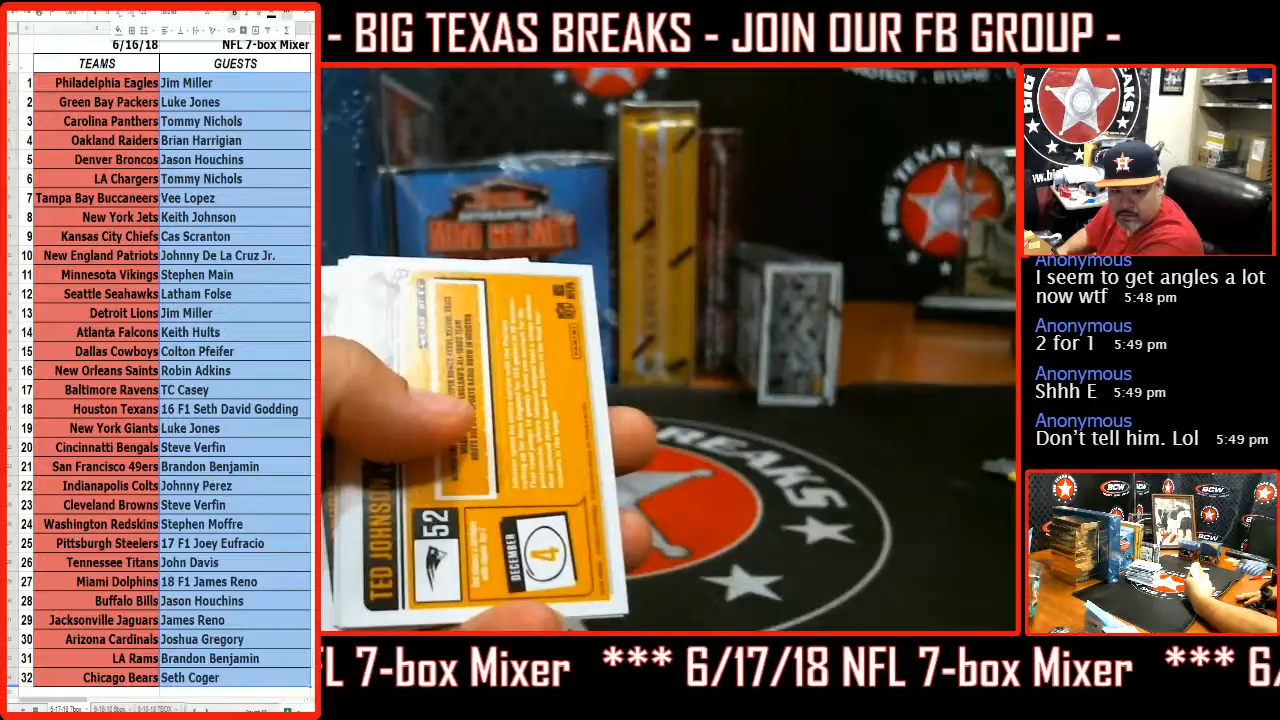 - BIG TEXAS BREAKS - JOIN OUR FB GROUP -
6/16/18 NFL 7-box Mixer
TEAMS GUESTS
1 Philadelphia Eagles Jim Miller
2 Green Bay Packers Luke Jones
3 Carolina Panthers Tommy Nichols
4 Oakland Raiders Brian Harrigian
5 Denver Broncos Jason Houchins
6 LA Chargers Tommy Nichols
7 Tampa Bay Buccaneers Vee Lopez
8 New York Jets Keith Johnson
9 Kansas City Chiefs Cas Scranton
10 New England Patriots Johnny De La Cruz Jr.
11 Minnesota Vikings Stephen Main
12 Seattle Seahawks Latham Folse
13 Detroit Lions Jim Miller
14 Atlanta Falcons Keith Hults
15 Dallas Cowboys Colton Pfeifer
16 New Orleans Saints Robin Adkins
17 Baltimore Ravens TC Casey
18 Houston Texans 16 F1 Seth David Godding
19 New York Giants Luke Jones
20 Cincinnatti Bengals Steve Verfin
21 San Francisco 49ers Brandon Benjamin
22 Indianapolis Colts Johnny Perez
23 Cleveland Browns Steve Verfin
24 Washington Redskins Stephen Moffre
25 Pittsburgh Steelers 17 F1 Joey Eufracio
26 Tennessee Titans John Davis
27 Miami Dolphins 18 F1 James Reno
28 Buffalo Bills Jason Houchins
29 Jacksonville Jaguars James Reno
30 Arizona Cardinals Joshua Gregory
31 LA Rams Brandon Benjamin
32 Chicago Bears Seth Coger
MINI HELMET
BIG TEXAS
BREAKS
TED JOHNSON
52
DECEMBER
4
Anonymous
I seem to get angles a lot
now wtf 5:48 pm
Anonymous
2 for 1 5:49 pm
Anonymous
Shhh E 5:49 pm
Anonymous
Don't tell him. Lol 5:49 pm
BCW
BCW
FL 7-box Mixer *** 6/17/18 NFL 7-box Mixer *** 6